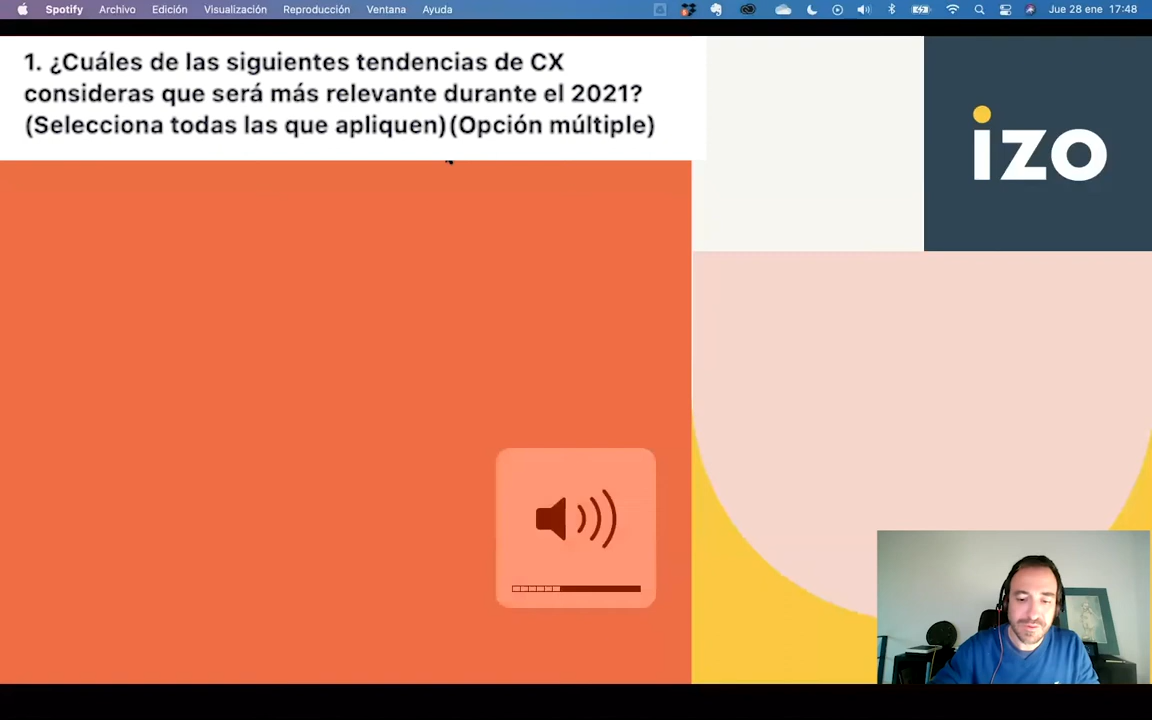 Spotify Archivo Edición Visualización Reproducción Ventana Ayuda Jue 28 ene 17:48
1. ¿Cuáles de las siguientes tendencias de CX
consideras que será más relevante durante el 2021?
(Selecciona todas las que apliquen)(Opción múltiple)
izo